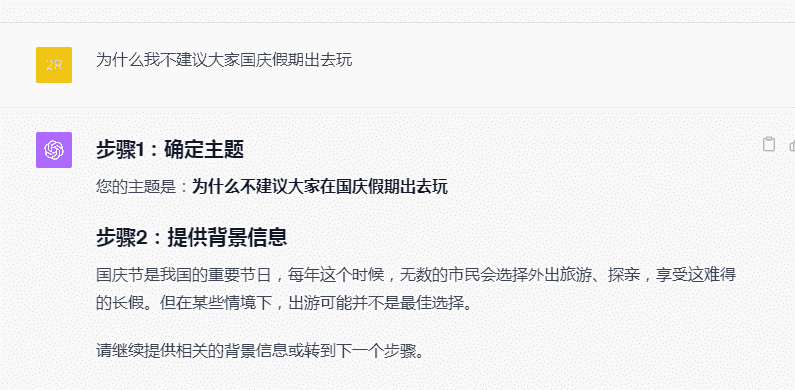 2R
为什么我不建议大家国庆假期出去玩
步骤1：确定主题
您的主题是：为什么不建议大家在国庆假期出去玩
步骤2：提供背景信息
国庆节是我国的重要节日，每年这个时候，无数的市民会选择外出旅游、探亲，享受这难得
的长假。但在某些情境下，出游可能并不是最佳选择。
请继续提供相关的背景信息或转到下一个步骤。